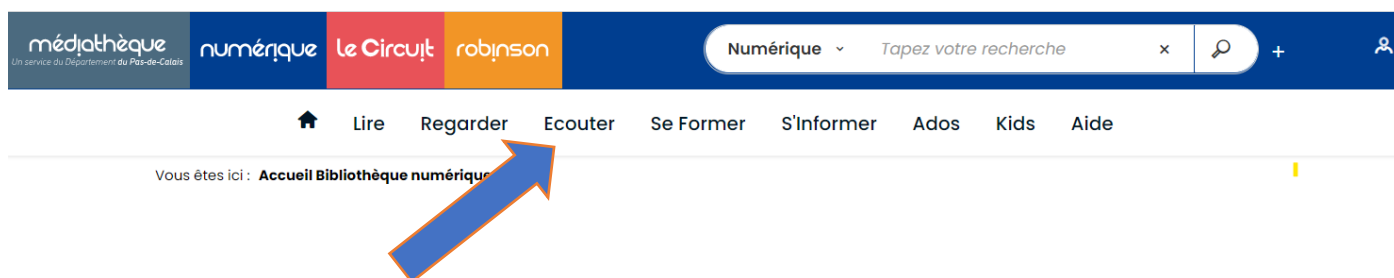 médiathèque
Un service du Département du Pas-de-Calais
numérique
le Circuit
robinson
Numérique Tapez votre recherche × +
Lire Regarder Ecouter Se Former S'Informer Ados Kids Aide
Vous êtes ici : Accueil Bibliothèque numérique